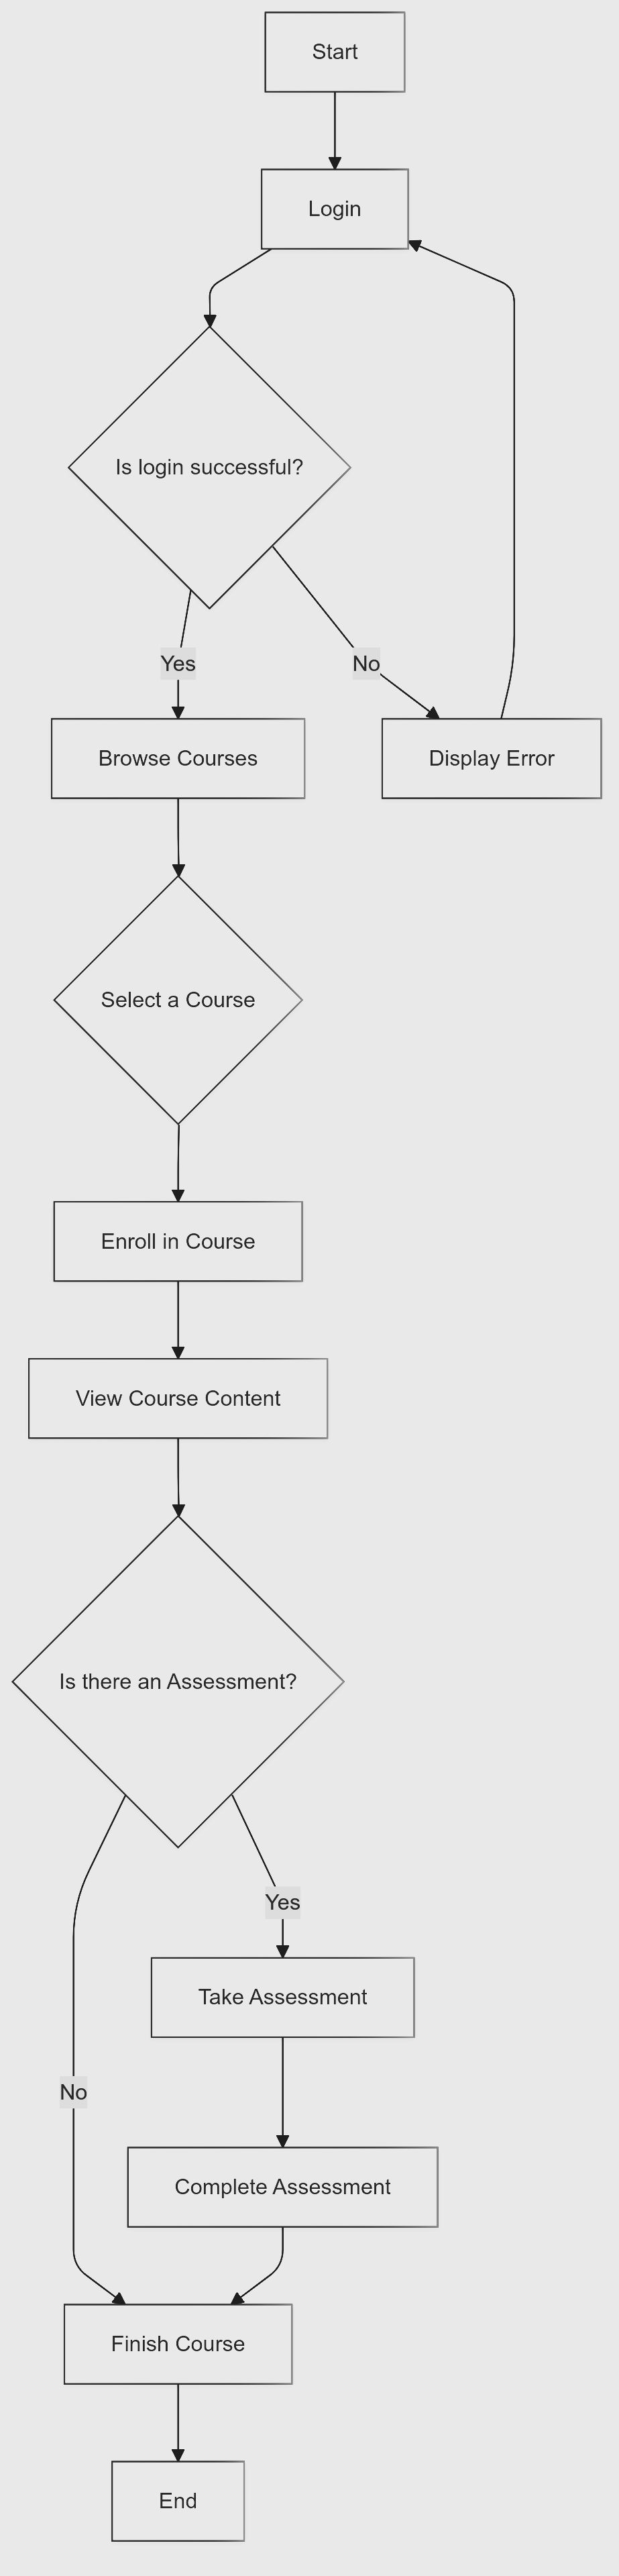 Start
Login
Is login successful?
Yes
No
Browse Courses
Display Error
Select a Course
Enroll in Course
View Course Content
Is there an Assessment?
Yes
Take Assessment
No
Complete Assessment
Finish Course
End